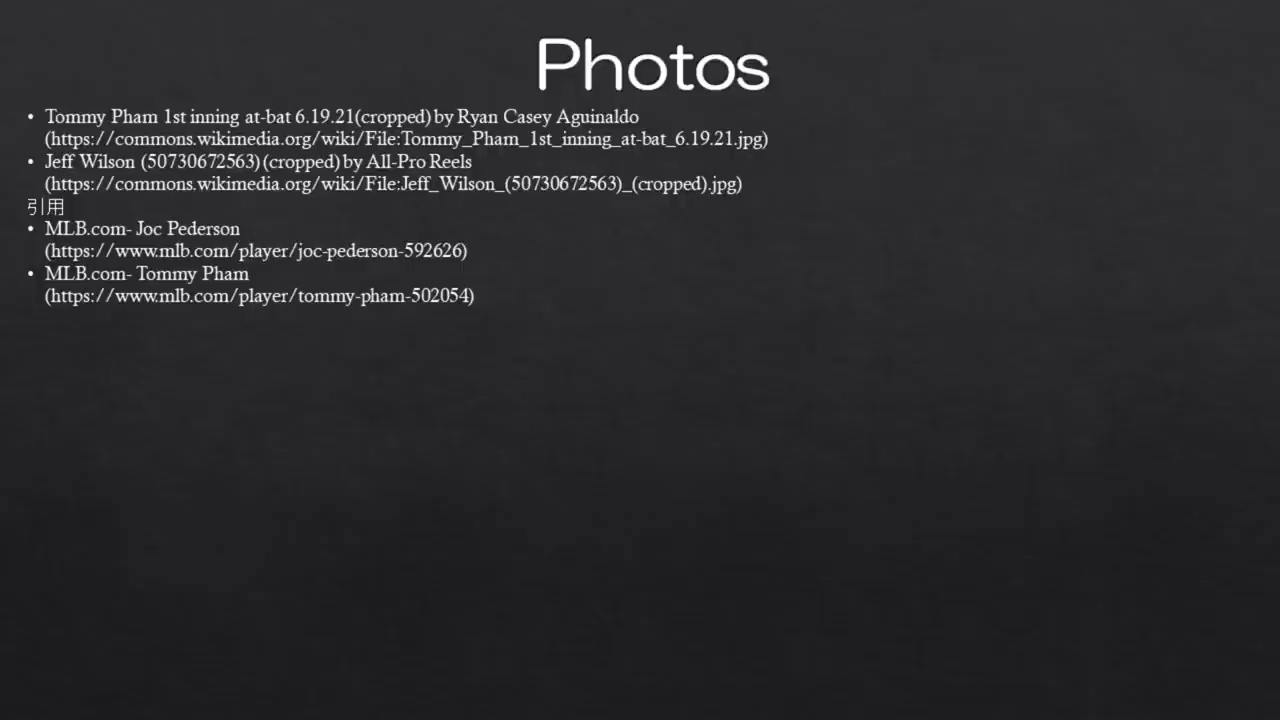 Photos
• Tommy Pham 1st inning at-bat 6.19.21(cropped) by Ryan Casey Aguinaldo
(https://commons.wikimedia.org/wiki/File:Tommy_Pham_1st_inning_at-bat_6.19.21.jpg)
• Jeff Wilson (50730672563) (cropped) by All-Pro Reels
(https://commons.wikimedia.org/wiki/File:Jeff_Wilson_(50730672563)_(cropped).jpg)
引用
• MLB.com- Joc Pederson
(https://www.mlb.com/player/joc-pederson-592626)
• MLB.com- Tommy Pham
(https://www.mlb.com/player/tommy-pham-502054)